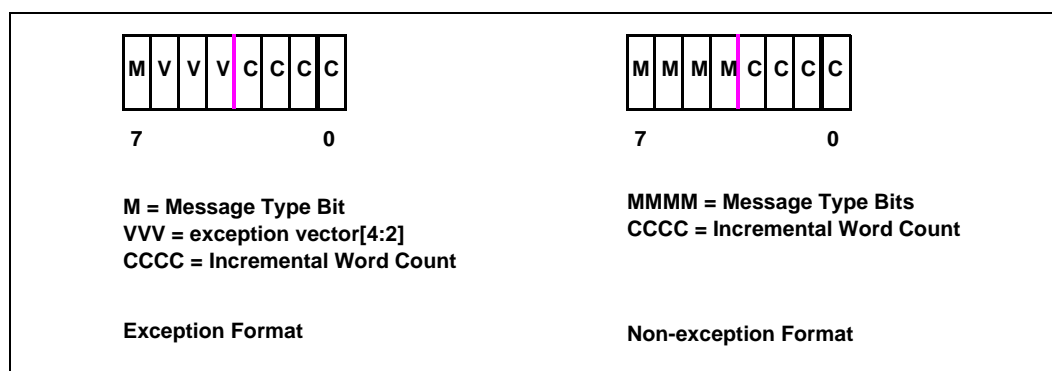 M V V V C C C C
7 0
M = Message Type Bit
VVV = exception vector[4:2]
CCCC = Incremental Word Count
Exception Format
M M M M C C C C
7 0
MMMM = Message Type Bits
CCCC = Incremental Word Count
Non-exception Format